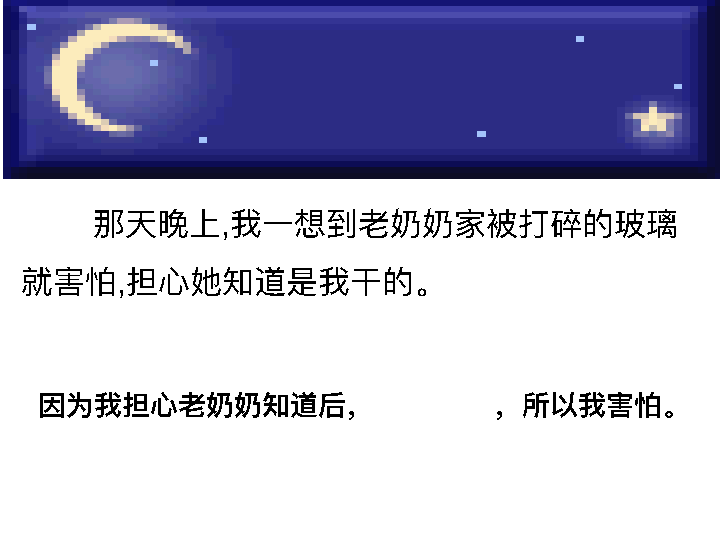 那天晚上,我一想到老奶奶家被打碎的玻璃
就害怕,担心她知道是我干的。
因为我担心老奶奶知道后， ，所以我害怕。